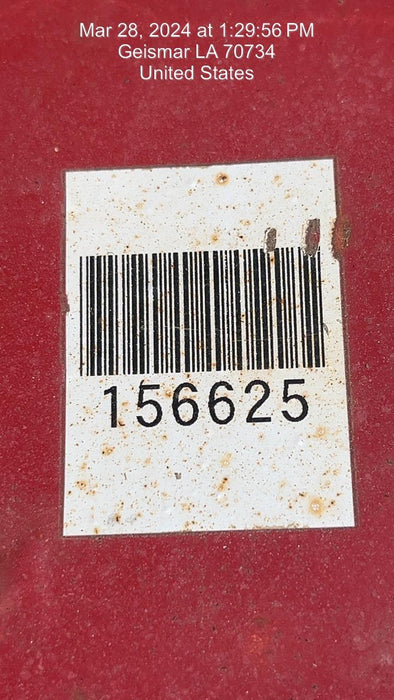 Mar 28, 2024 at 1:29:56 PM
Geismar LA 70734
United States
156625